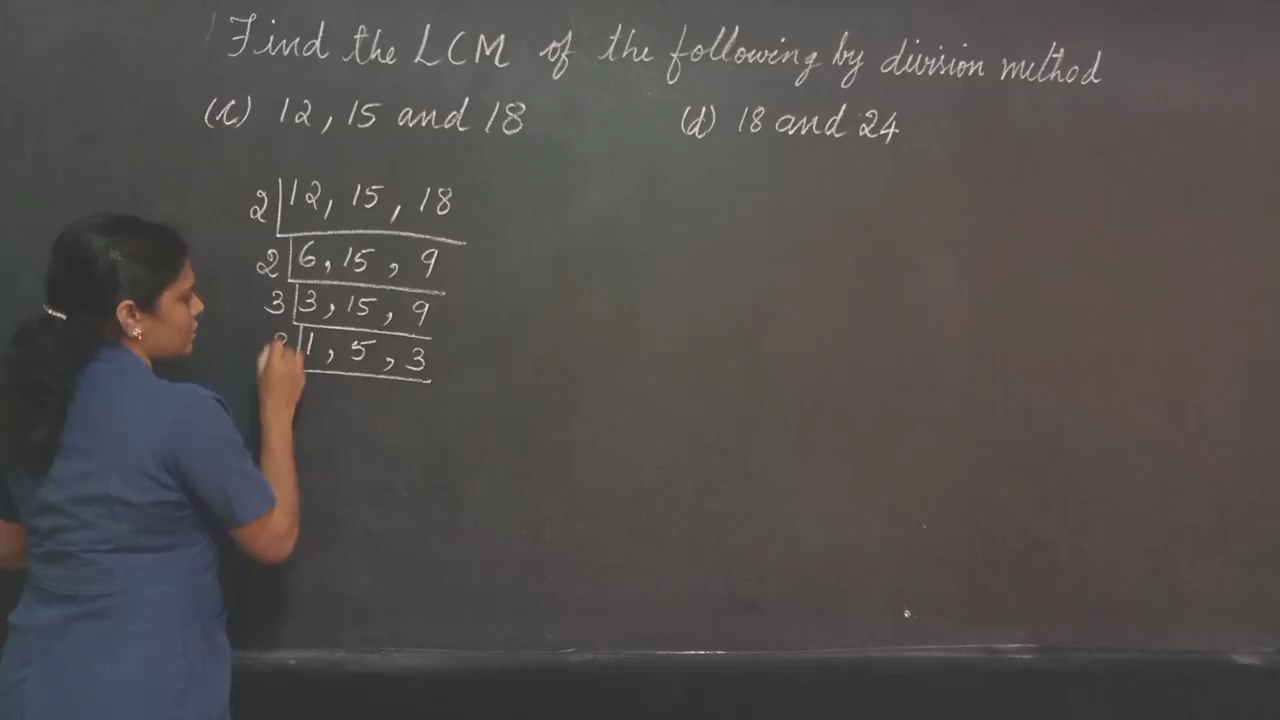 Find the LCM of the following by division method
(c) 12, 15 and 18 (d) 18 and 24
2 12, 15, 18
2 6, 15, 9
3 3, 15, 9
1, 5, 3